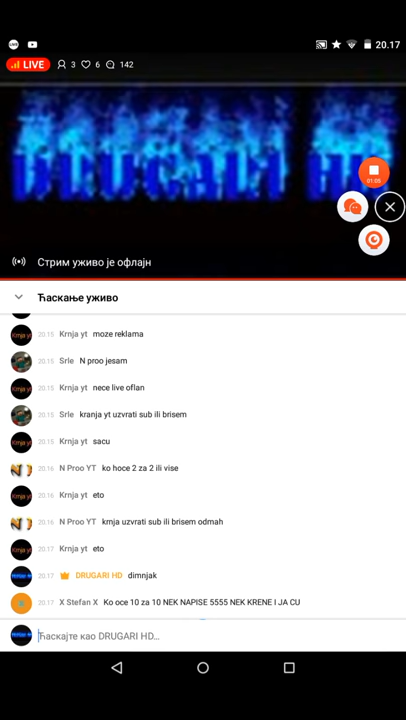 LIVE 20.17
LIVE 3 6 142
DRUGARI HD
01:05
Стрим уживо је офлајн
Ћаскање уживо
20.15 Krnja yt moze reklama
20.15 Srle N proo jesam
20.15 Krnja yt nece live oflan
20.15 Srle kranja yt uzvrati sub ili brisem
20.15 Krnja yt sacu
20.16 N Proo YT ko hoce 2 za 2 ili vise
20.16 Krnja yt eto
20.16 N Proo YT krnja uzvrati sub ili brisem odmah
20.17 Krnja yt eto
20.17 DRUGARI HD dimnjak
20.17 X Stefan X Ko oce 10 za 10 NEK NAPISE 5555 NEK KRENE I JA CU
Ћаскајте као DRUGARI HD...